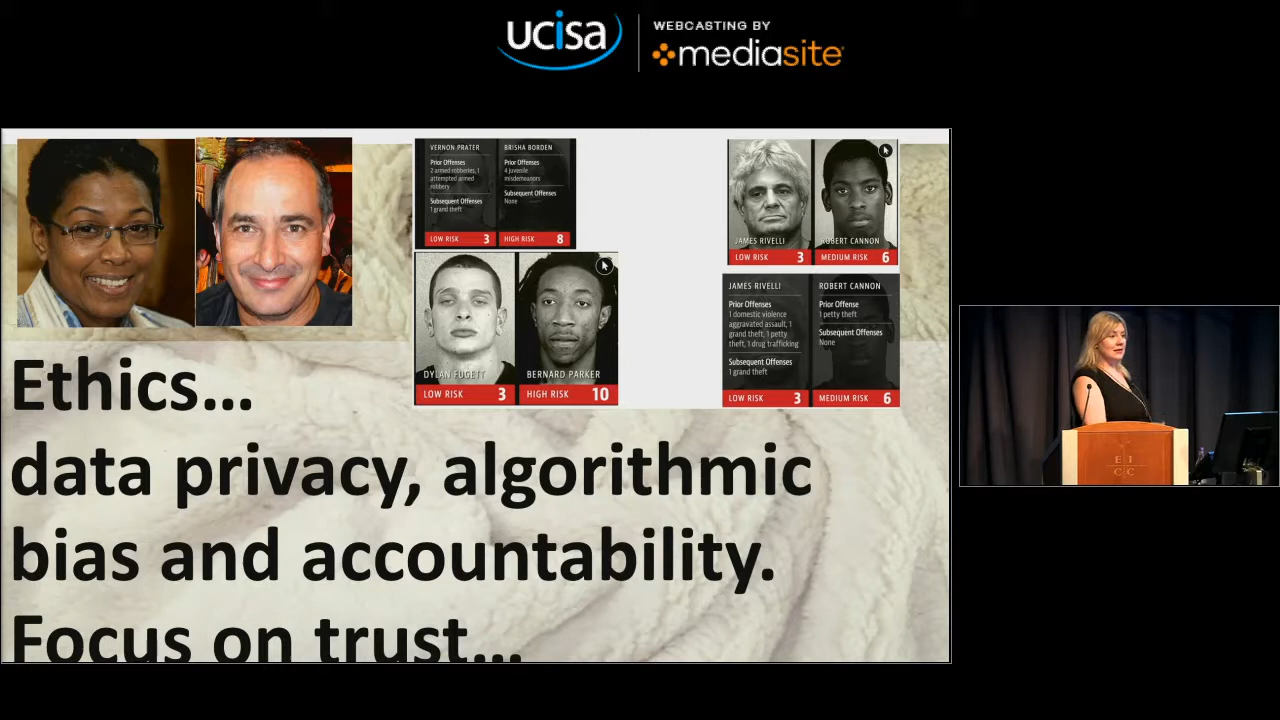 ucisa
WEBCASTING BY
mediasite
VERNON PRATER
Prior Offenses
2 armed robberies, 1
attempted armed
robbery
Subsequent Offenses
1 grand theft
LOW RISK 3
BRISHA BORDEN
Prior Offenses
4 juvenile
misdemeanors
Subsequent Offenses
None
HIGH RISK 8
DYLAN FUGETT
LOW RISK 3
BERNARD PARKER
HIGH RISK 10
JAMES RIVELLI
LOW RISK 3
ROBERT CANNON
MEDIUM RISK 6
JAMES RIVELLI
Prior Offenses
1 domestic violence
aggravated assault, 1
grand theft, 1 petty
theft, 1 drug trafficking
Subsequent Offenses
1 grand theft
LOW RISK 3
ROBERT CANNON
Prior Offense
1 petty theft
Subsequent Offenses
None
MEDIUM RISK 6
Ethics...
data privacy, algorithmic
bias and accountability.
Focus on trust...
E I
C C